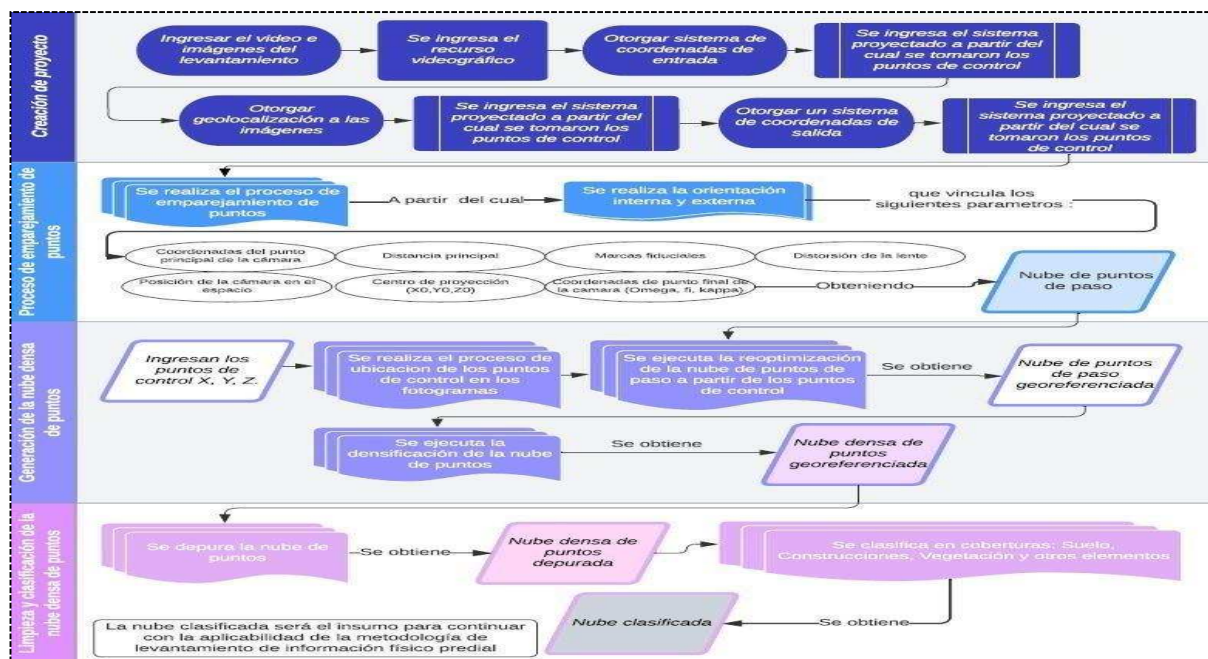 Creación de proyecto
Ingresar el video e
imágenes del
levantamiento
Se ingresa el
recurso
videográfico
Otorgar sistema de
coordenadas de
entrada
Se ingresa el sistema
proyectado a partir del
cual se tomaron los
puntos de control
Otorgar
geolocalización a las
imágenes
Se ingresa el sistema
proyectado a partir del
cual se tomaron los
puntos de control
Otorgar un sistema
de coordenadas de
salida
Se ingresa el
sistema proyectado a
partir del cual se
tomaron los puntos
de control
Proceso de emparejamiento de
puntos
Se realiza el proceso de
emparejamiento de
puntos
A partir del cual
Se realiza la orientación
interna y externa
que vincula los
siguientes parametros :
Coordenadas del punto
principal de la cámara
Distancia principal
Marcas fiduciales
Distorsión de la lente
Posición de la cámara en el
espacio
Centro de proyección
(X0,Y0,Z0)
Coordenadas de punto final de
la camara (Omega, fi, kappa)
Obteniendo
Nube de puntos
de paso
Generación de la nube densa
de puntos
Ingresan los
puntos de
control X, Y, Z.
Se realiza el proceso de
ubicacion de los puntos
de control en los
fotogramas
Se ejecuta la reoptimización
de la nube de puntos de
paso a partir de los puntos
de control
Se obtiene
Nube de puntos
de paso
georeferenciada
Se ejecuta la
densificación de la nube
de puntos
Se obtiene
Nube densa de
puntos
georeferenciada
Limpieza y clasificación de la
nube densa de puntos
Se depura la nube de
puntos
Se obtiene
Nube densa de
puntos
depurada
Se clasifica en coberturas: Suelo,
Construcciones, Vegetación y otros elementos
Se obtiene
Nube clasificada
La nube clasificada será el insumo para continuar
con la aplicabilidad de la metodología de
levantamiento de información físico predial